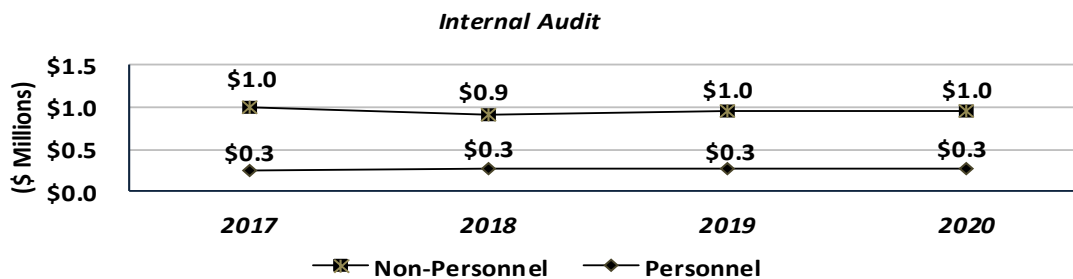 Internal Audit
($ Millions)
$1.5
$1.0
$0.5
$0.0
$1.0 $0.9 $1.0 $1.0
$0.3 $0.3 $0.3 $0.3
2017 2018 2019 2020
Non-Personnel Personnel